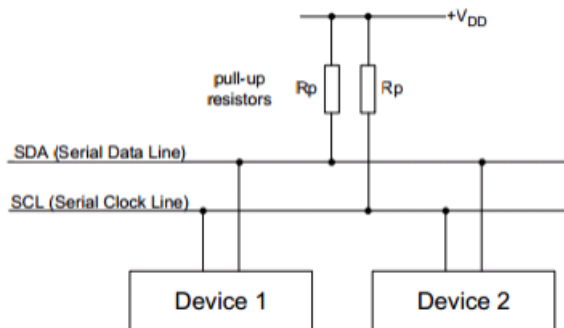 +VDD
pull-up
resistors
Rp
Rp
SDA (Serial Data Line)
SCL (Serial Clock Line)
Device 1
Device 2